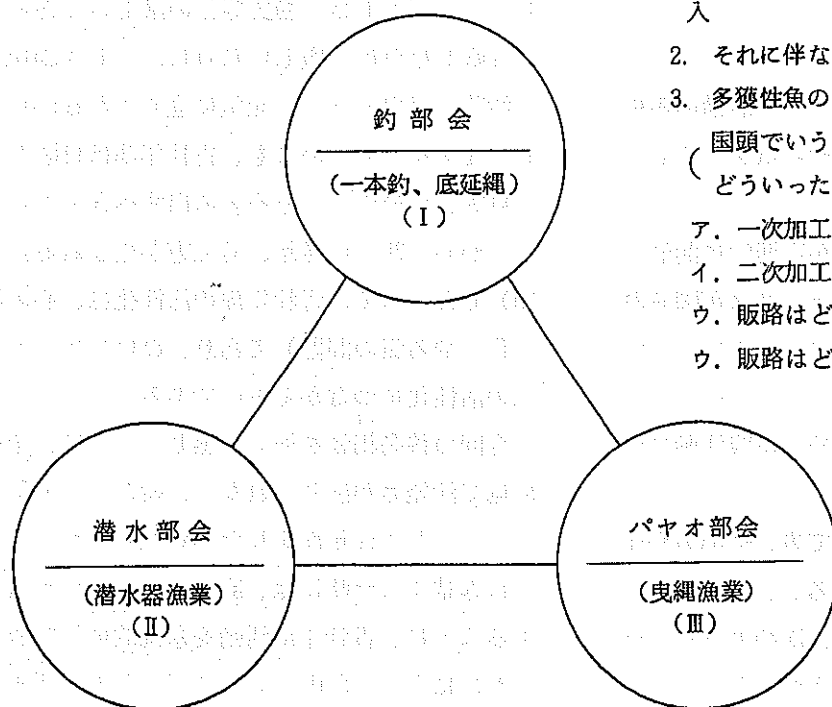 釣部会
(一本釣、底延縄)
(Ⅰ)
潜水部会
(潜水器漁業)
(Ⅱ)
パヤオ部会
(曳縄漁業)
(Ⅲ)
入
2. それに伴な
3. 多獲性魚の
(国頭でいう
どういった
ア. 一次加工
イ. 二次加工
ウ. 販路はど
ウ. 販路はど